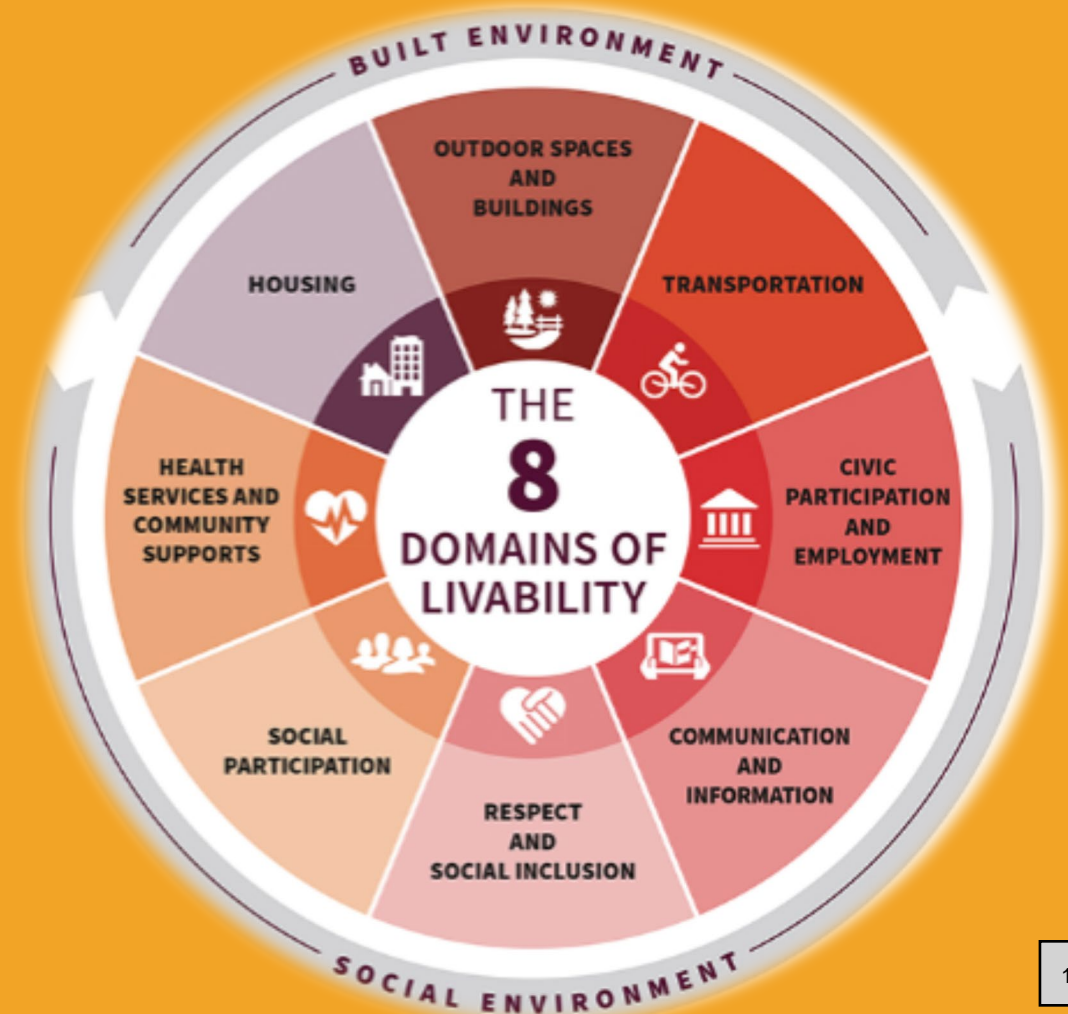 BUILT ENVIRONMENT
OUTDOOR SPACES
AND
BUILDINGS
HOUSING
TRANSPORTATION
THE
8
DOMAINS OF
LIVABILITY
HEALTH
SERVICES AND
COMMUNITY
SUPPORTS
CIVIC
PARTICIPATION
AND
EMPLOYMENT
SOCIAL
PARTICIPATION
COMMUNICATION
AND
INFORMATION
RESPECT
AND
SOCIAL INCLUSION
SOCIAL ENVIRONMENT